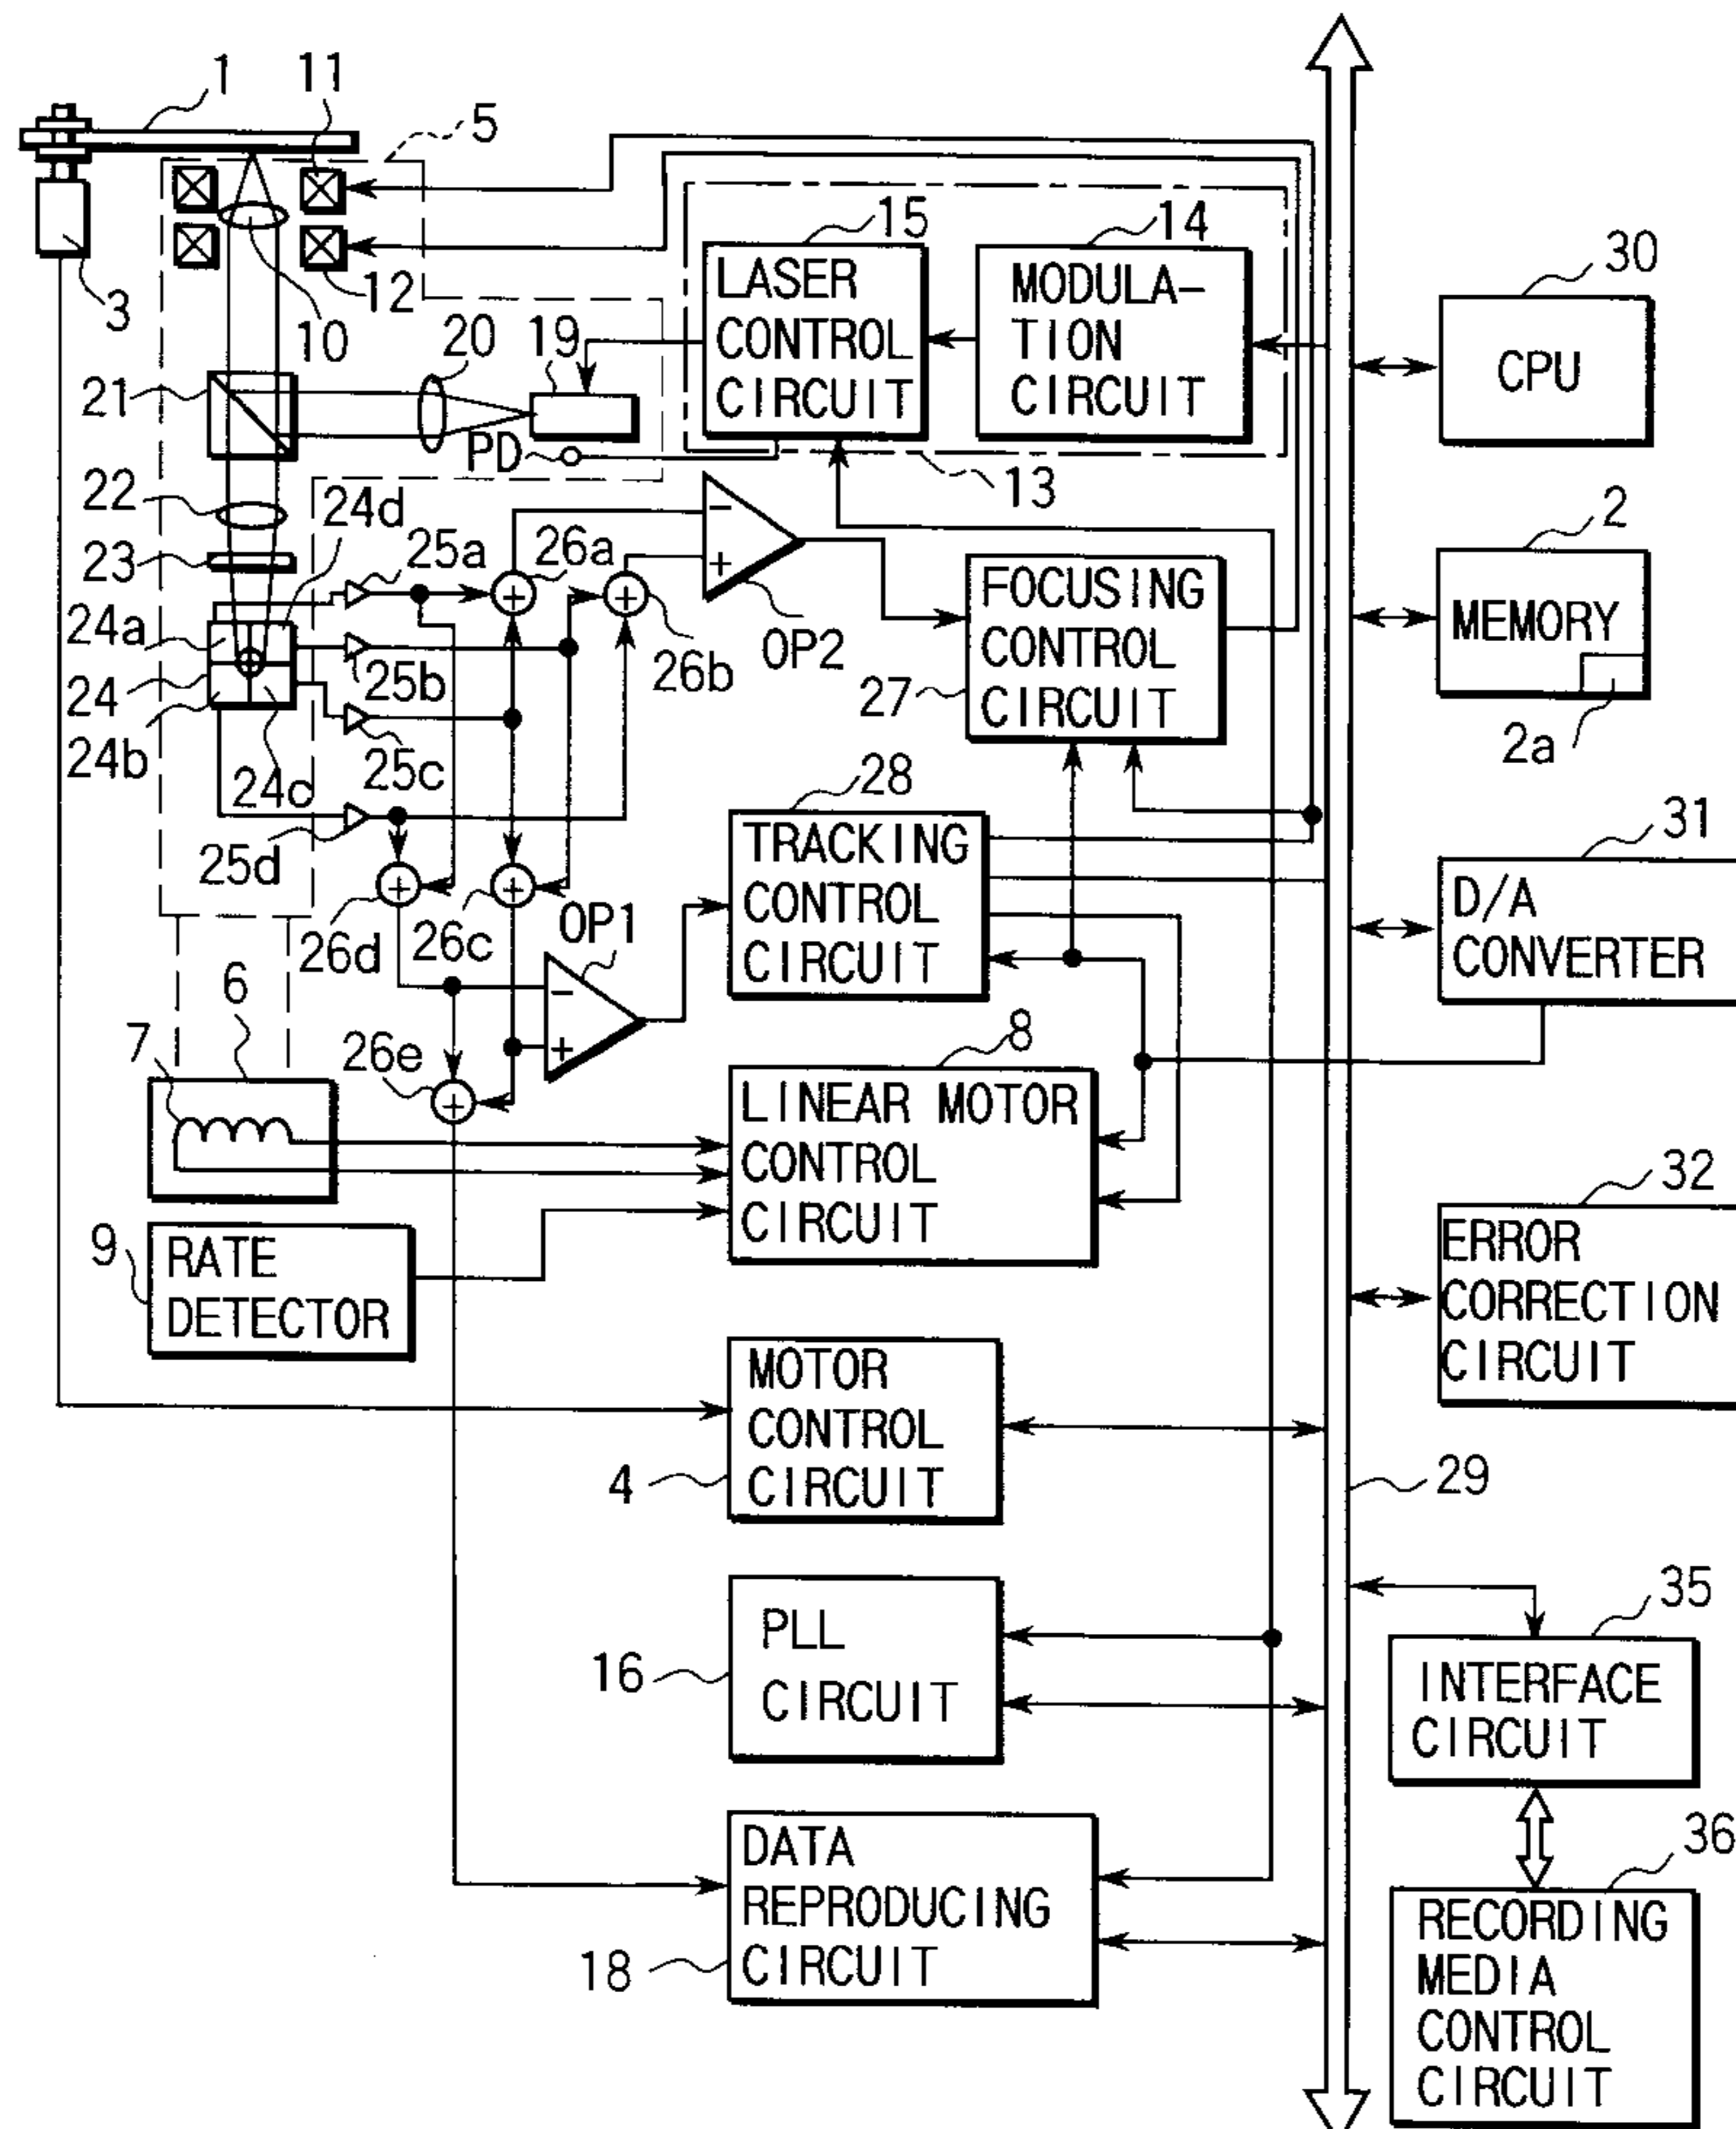 1
11
5
3
12
10
15
LASER
CONTROL
CIRCUIT
14
MODULA-
TION
CIRCUIT
30
CPU
21
20
19
PD
13
22
24d
23
25a
26a
-
+
OP2
24a
24
24b
24c
25b
25c
25d
26b
+
+
FOCUSING
CONTROL
CIRCUIT
27
2
MEMORY
2a
28
TRACKING
CONTROL
CIRCUIT
31
D/A
CONVERTER
+
+
26d
26c
OP1
-
+
6
7
26e
+
8
LINEAR MOTOR
CONTROL
CIRCUIT
32
ERROR
CORRECTION
CIRCUIT
9
RATE
DETECTOR
MOTOR
CONTROL
CIRCUIT
4
29
PLL
CIRCUIT
16
35
INTERFACE
CIRCUIT
DATA
REPRODUCING
CIRCUIT
18
36
RECORDING
MEDIA
CONTROL
CIRCUIT